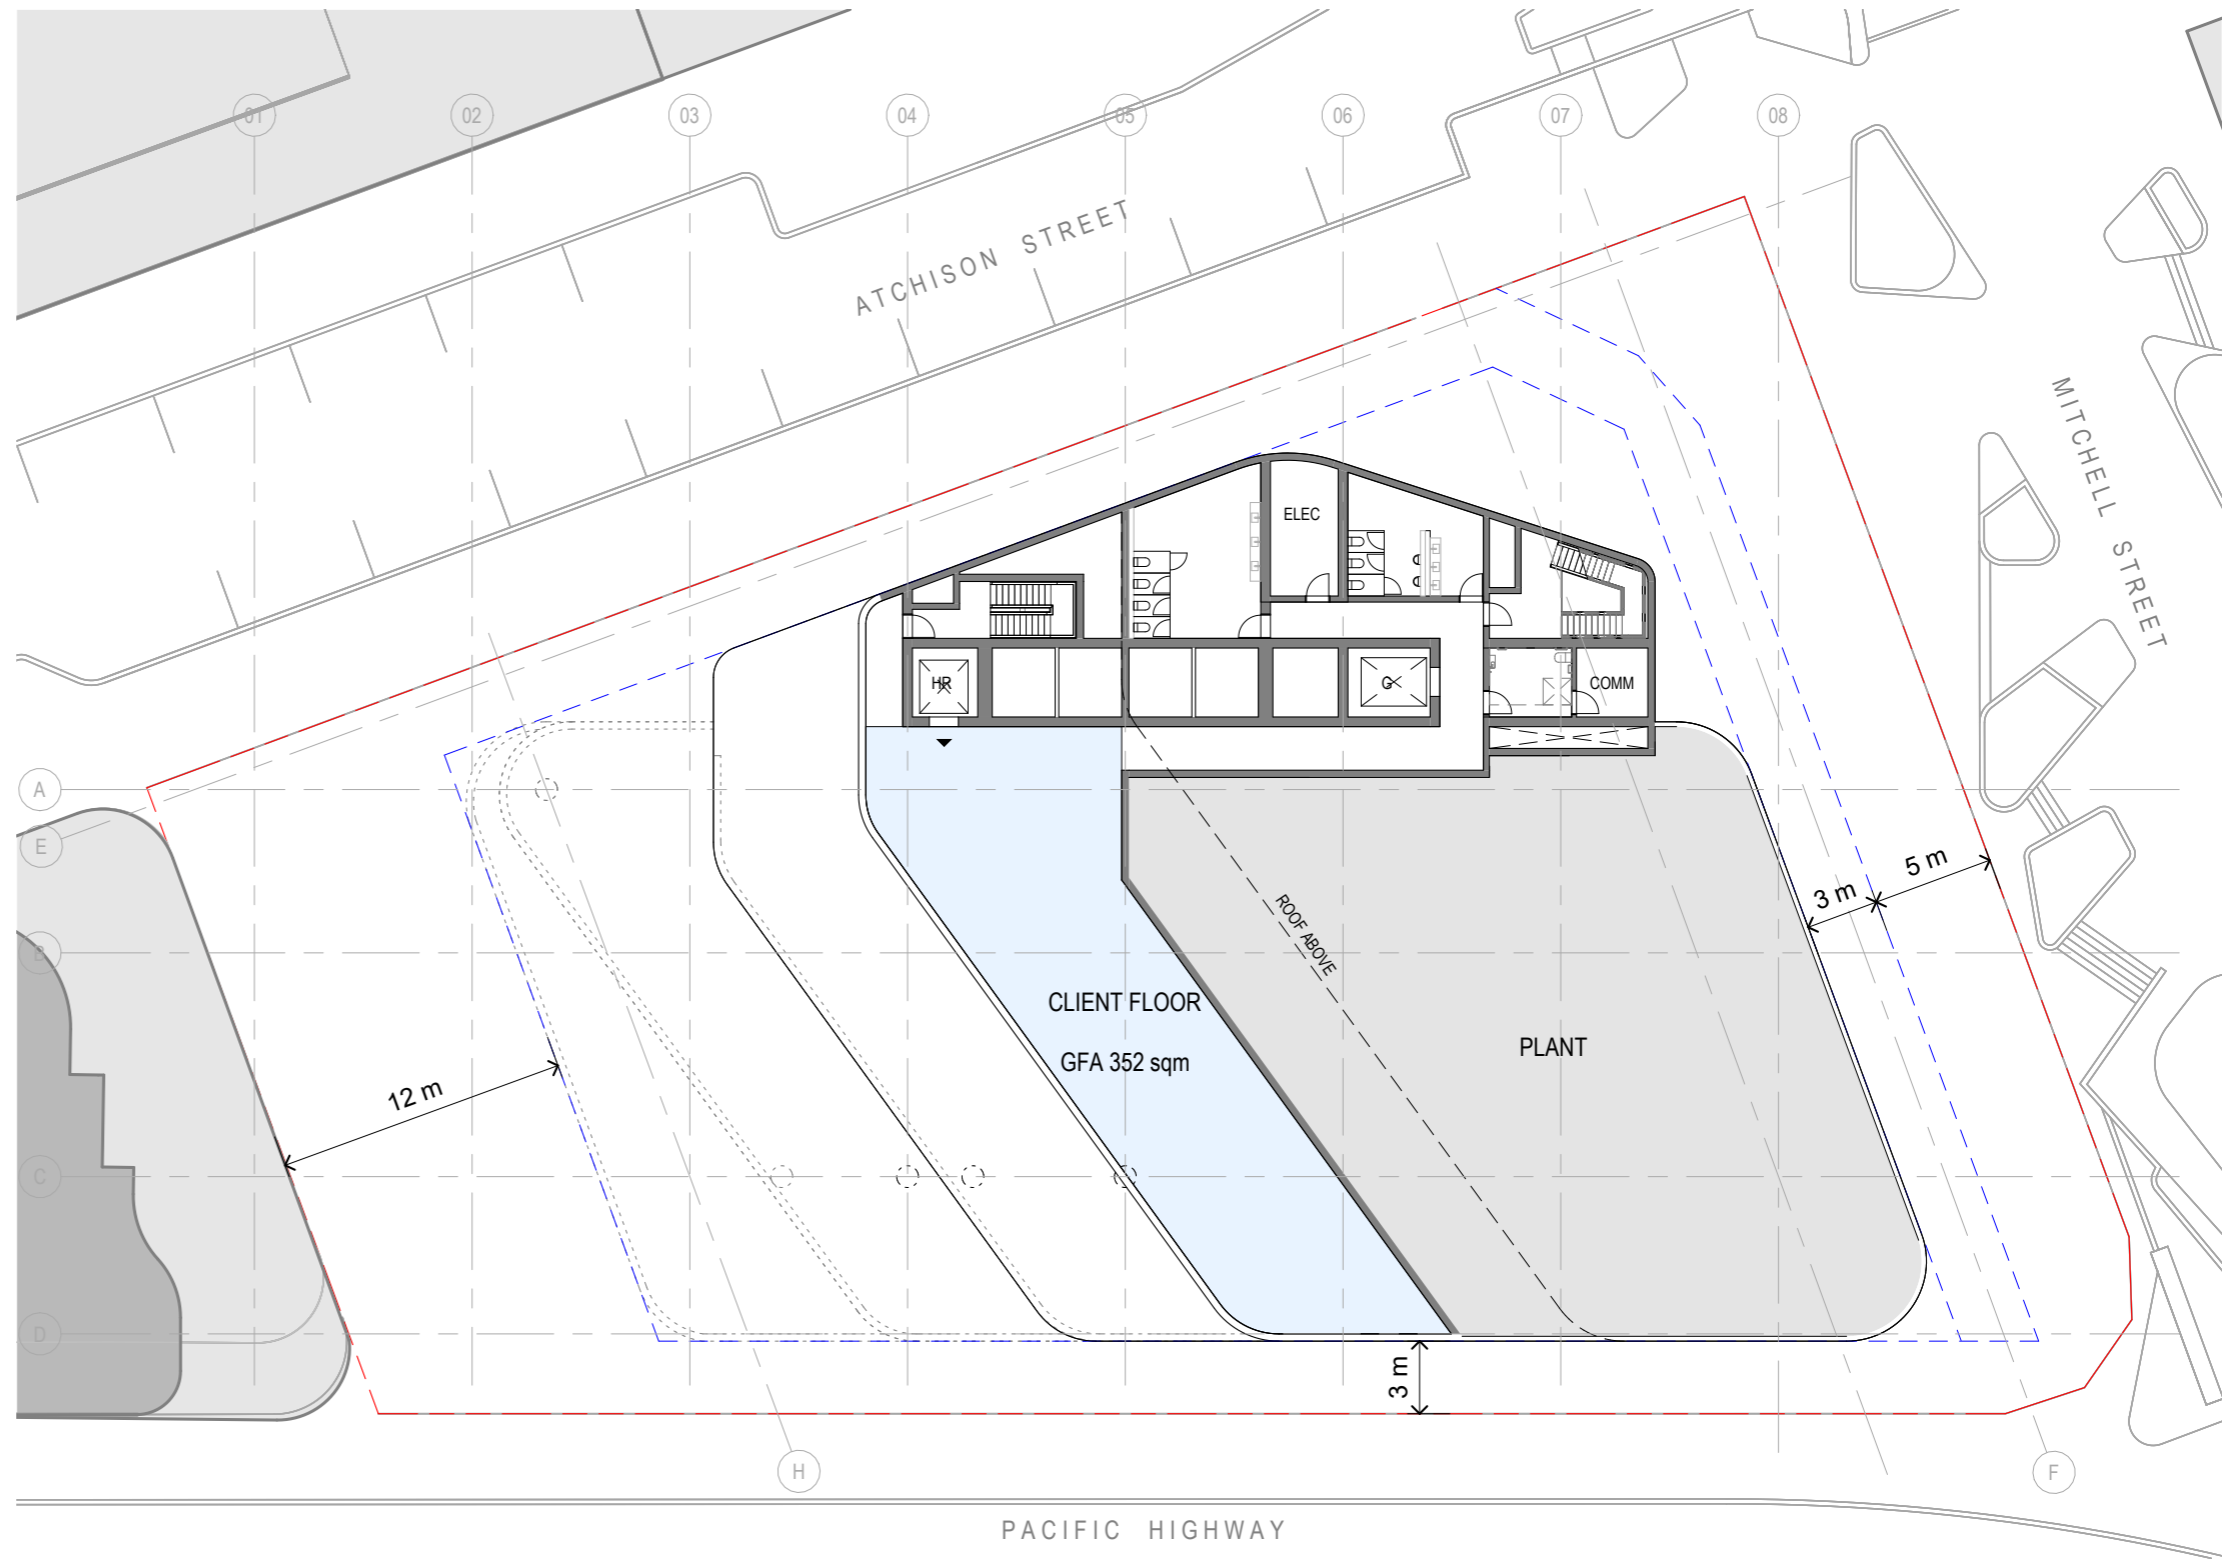 01 02 03 04 05 06 07 08
ATCHISON STREET
MITCHELL STREET
ELEC
HR
G
COMM
A
E
5 m
3 m
ROOF ABOVE
B
CLIENT FLOOR
PLANT
GFA 352 sqm
12 m
C
D
3 m
H
F
PACIFIC HIGHWAY